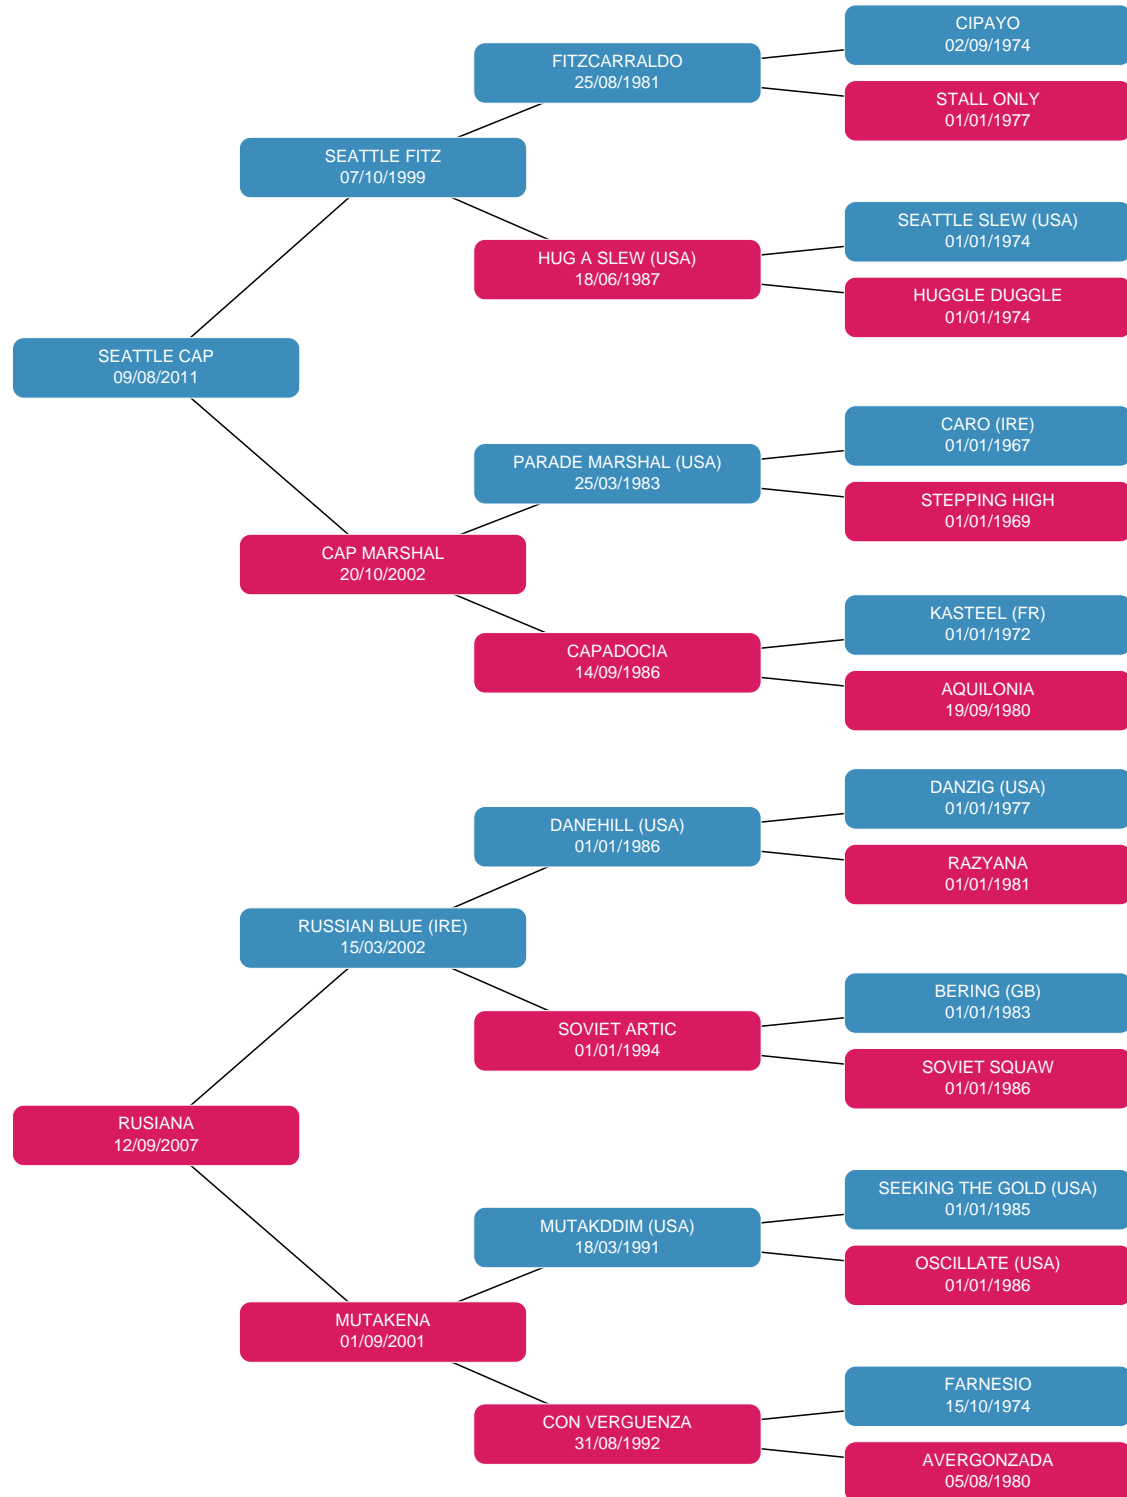 CIPAYO
02/09/1974
FITZCARRALDO
25/08/1981
STALL ONLY
01/01/1977
SEATTLE FITZ
07/10/1999
SEATTLE SLEW (USA)
01/01/1974
HUG A SLEW (USA)
18/06/1987
HUGGLE DUGGLE
01/01/1974
SEATTLE CAP
09/08/2011
CARO (IRE)
01/01/1967
PARADE MARSHAL (USA)
25/03/1983
STEPPING HIGH
01/01/1969
CAP MARSHAL
20/10/2002
KASTEEL (FR)
01/01/1972
CAPADOCIA
14/09/1986
AQUILONIA
19/09/1980
DANZIG (USA)
01/01/1977
DANEHILL (USA)
01/01/1986
RAZYANA
01/01/1981
RUSSIAN BLUE (IRE)
15/03/2002
BERING (GB)
01/01/1983
SOVIET ARTIC
01/01/1994
SOVIET SQUAW
01/01/1986
RUSIANA
12/09/2007
SEEKING THE GOLD (USA)
01/01/1985
MUTAKDDIM (USA)
18/03/1991
OSCILLATE (USA)
01/01/1986
MUTAKENA
01/09/2001
FARNESIO
15/10/1974
CON VERGUENZA
31/08/1992
AVERGONZADA
05/08/1980